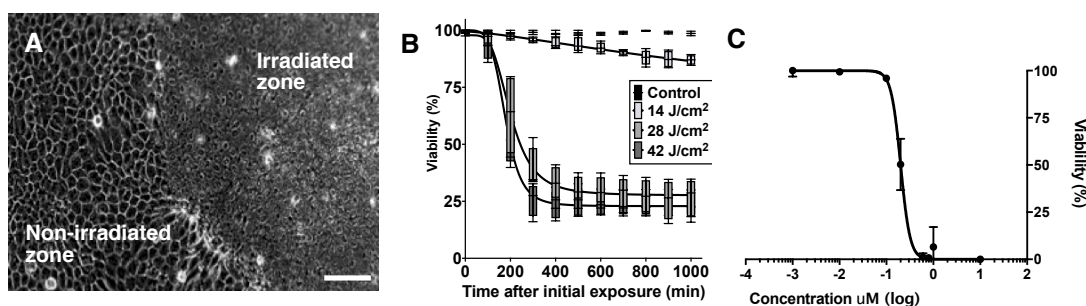 A
Irradiated
zone
Non-irradiated
zone
B
100
75
50
25
0
Viability
(%)
0 200 400 600 800 1000
Time after initial exposure (min)
Control
14 J/cm²
28 J/cm²
42 J/cm²
C
100
75
50
25
0
Viabilility
(%)
-4 -3 -2 -1 0 1 2
Concentration uM (log)